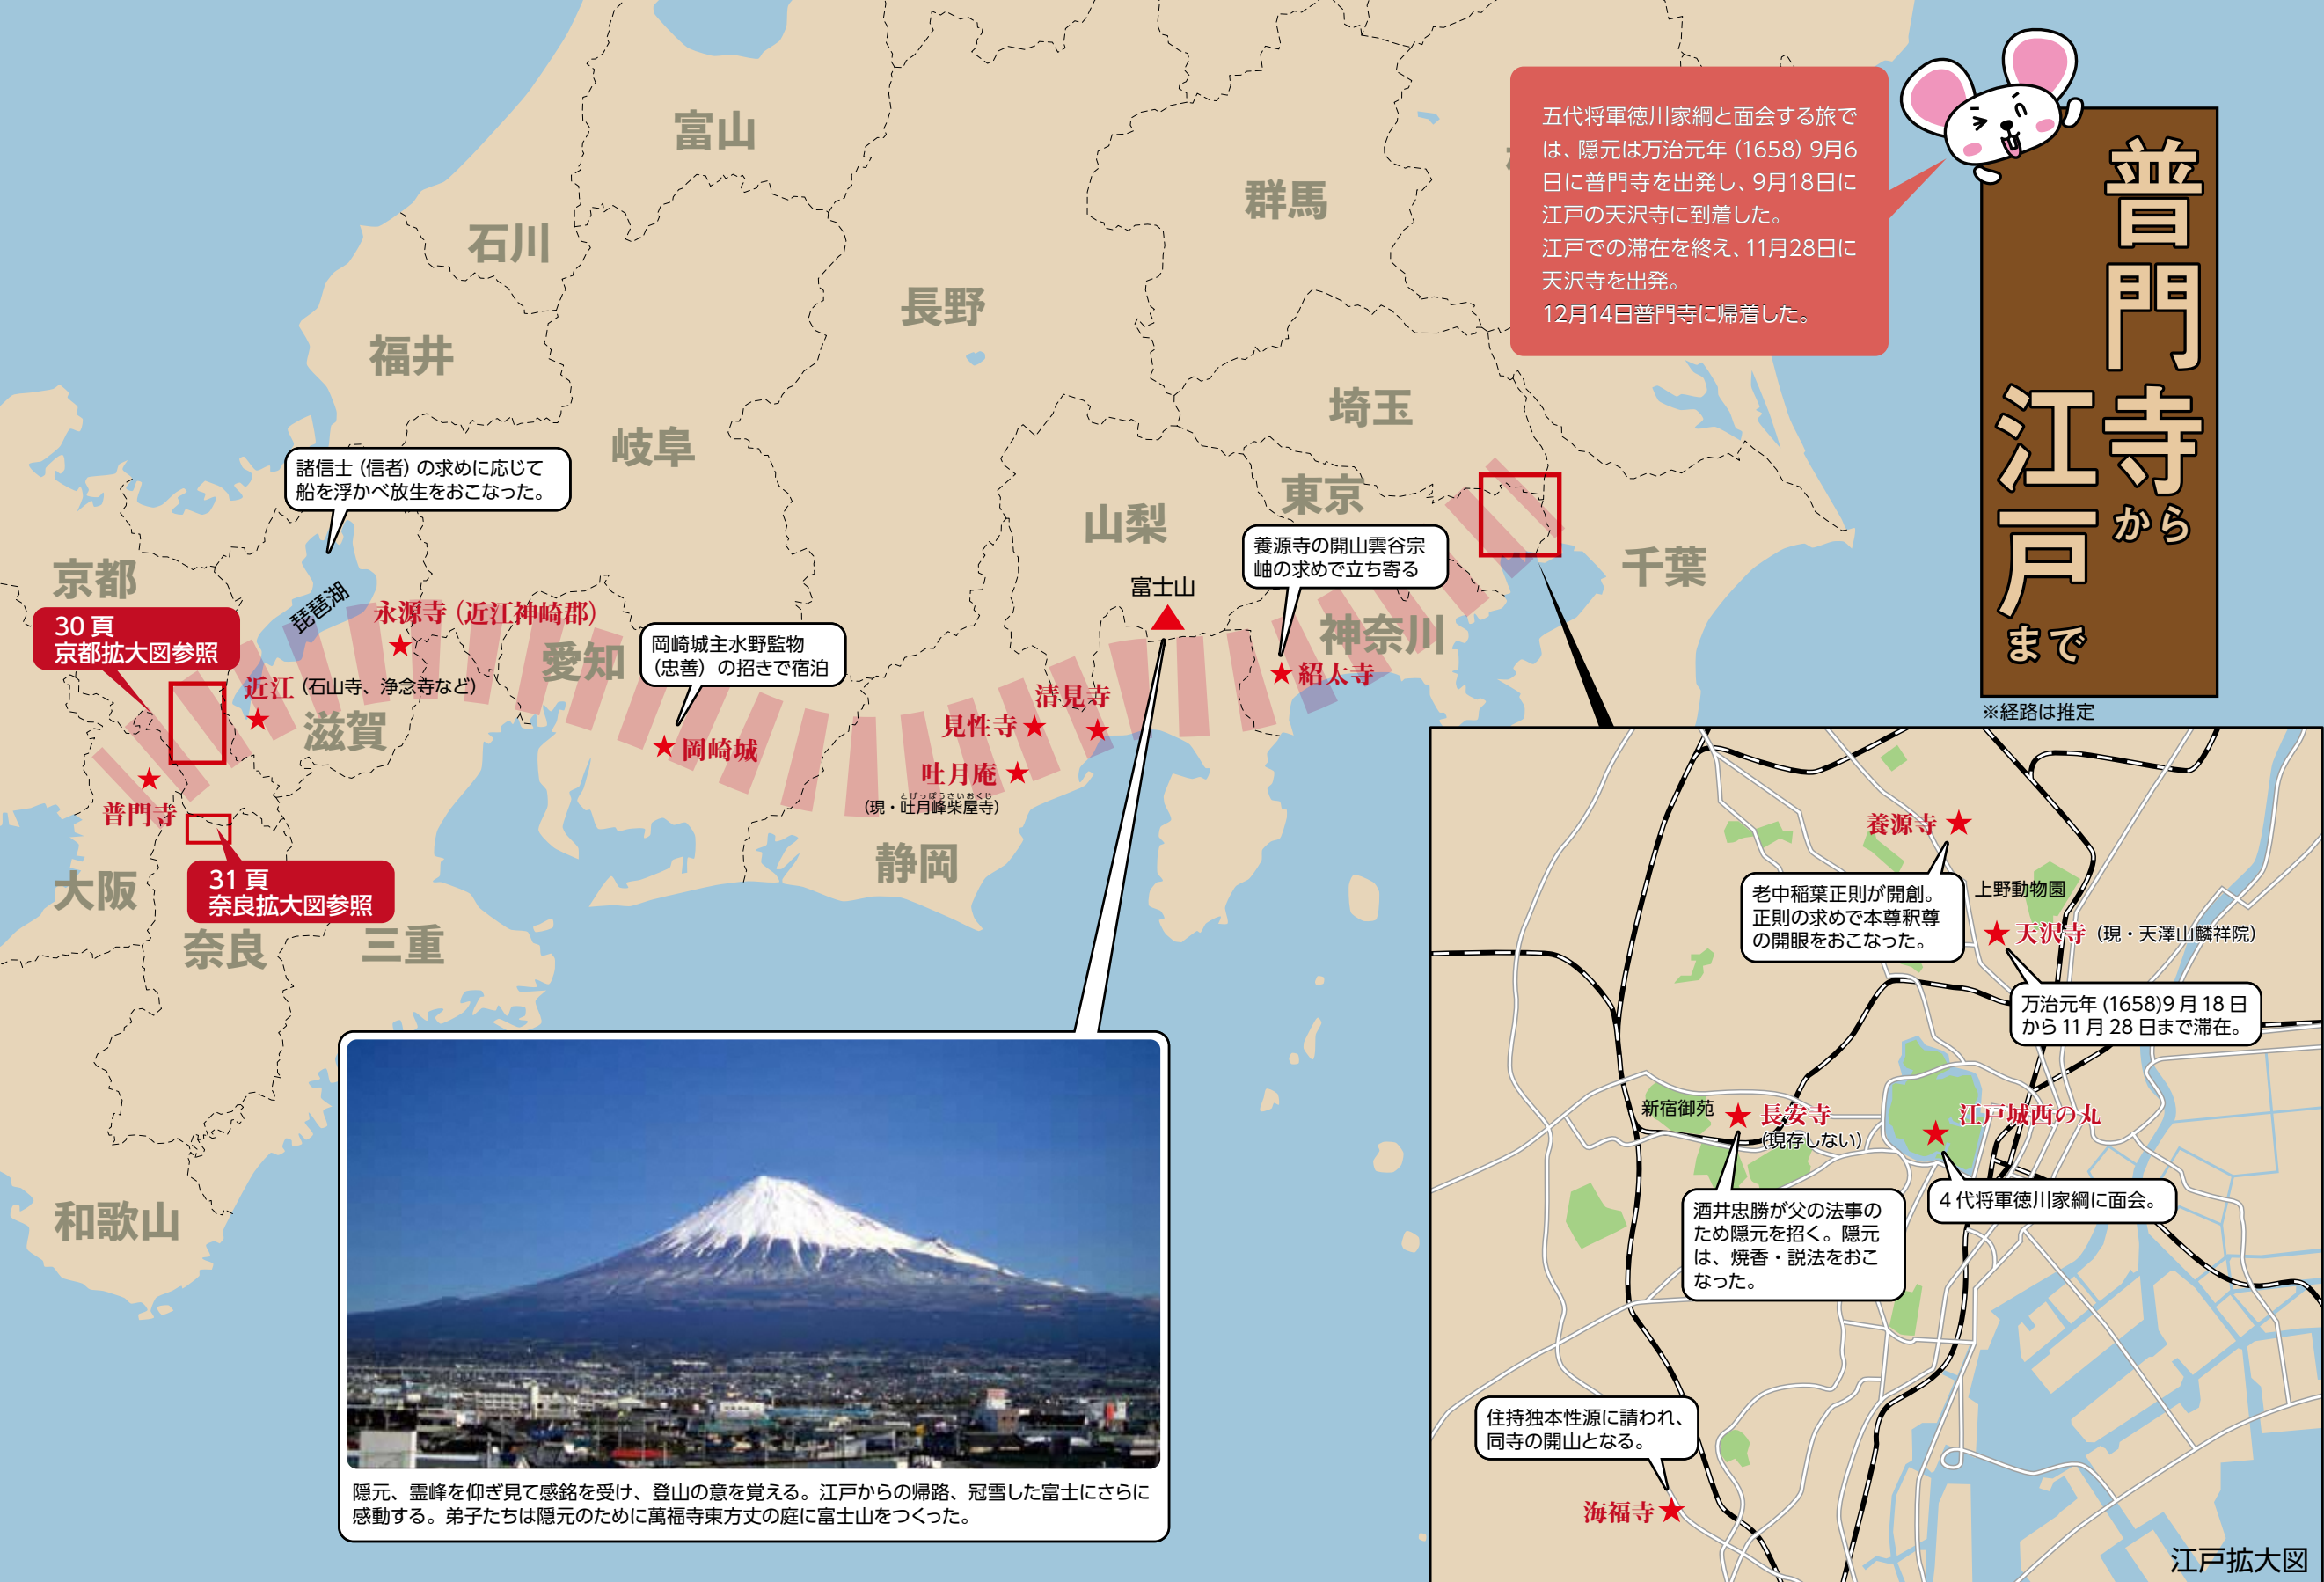 普門寺から
江戸まで
※経路は推定
五代将軍徳川家綱と面会する旅で
は、隠元は万治元年（1658）9月6
日に普門寺を出発し、9月18日に
江戸の天沢寺に到着した。
江戸での滞在を終え、11月28日に
天沢寺を出発。
12月14日普門寺に帰着した。
富山
石川
福井
岐阜
長野
群馬
埼玉
東京
山梨
千葉
神奈川
静岡
愛知
滋賀
京都
大阪
奈良
三重
和歌山
諸信士（信者）の求めに応じて
船を浮かべ放生をおこなった。
琵琶湖
永源寺（近江神崎郡）
30 頁
京都拡大図参照
近江（石山寺、浄念寺など）
普門寺
31 頁
奈良拡大図参照
岡崎城主水野監物
（忠善）の招きで宿泊
岡崎城
清見寺
見性寺
吐月庵
とげっぽうさいおくじ
（現・吐月峰柴屋寺）
富士山
養源寺の開山雲谷宗
岫の求めで立ち寄る
紹太寺
隠元、霊峰を仰ぎ見て感銘を受け、登山の意を覚える。江戸からの帰路、冠雪した富士にさらに
感動する。弟子たちは隠元のために萬福寺東方丈の庭に富士山をつくった。
養源寺
老中稲葉正則が開創。
正則の求めで本尊釈尊
の開眼をおこなった。
上野動物園
天沢寺（現・天澤山麟祥院）
万治元年 (1658)9 月 18 日
から 11 月 28 日まで滞在。
新宿御苑
長安寺
（現存しない）
酒井忠勝が父の法事の
ため隠元を招く。隠元
は、焼香・説法をおこ
なった。
江戸城西の丸
4 代将軍徳川家綱に面会。
住持独本性源に請われ、
同寺の開山となる。
海福寺
江戸拡大図